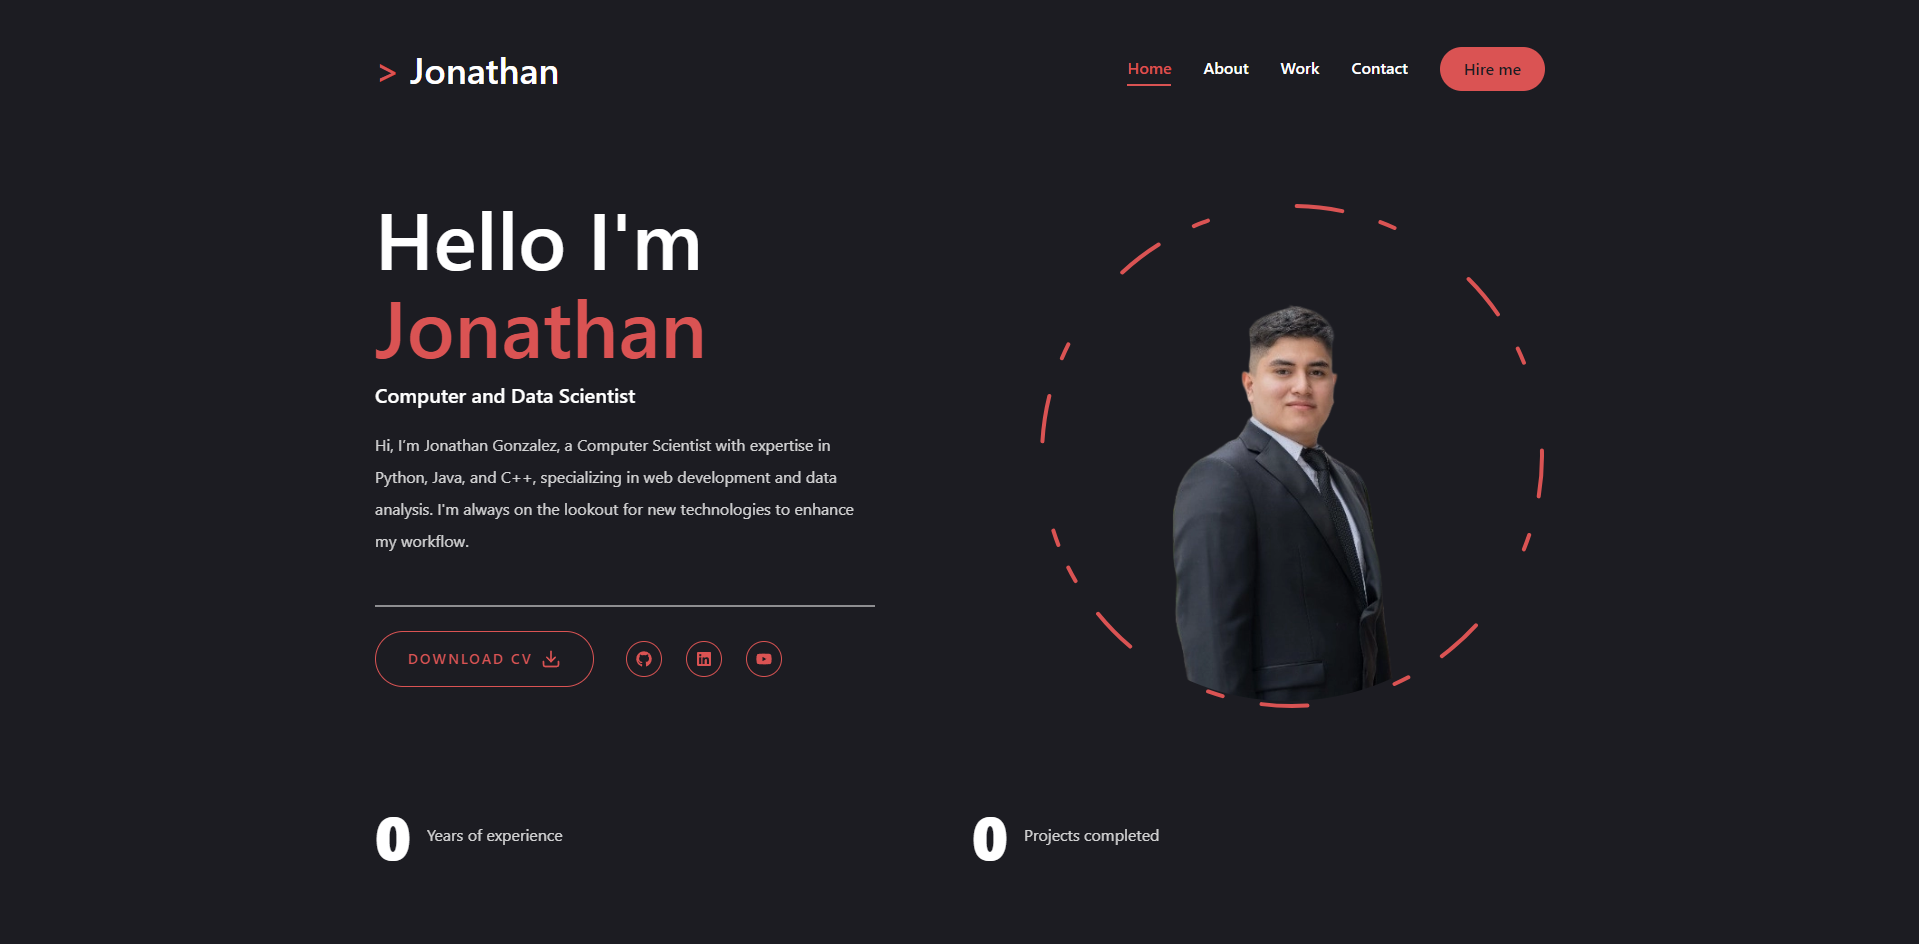 > Jonathan
Home About Work Contact Hire me
Hello I'm
Jonathan
Computer and Data Scientist
Hi, I'm Jonathan Gonzalez, a Computer Scientist with expertise in
Python, Java, and C++, specializing in web development and data
analysis. I'm always on the lookout for new technologies to enhance
my workflow.
DOWNLOAD CV
0 Years of experience
0 Projects completed